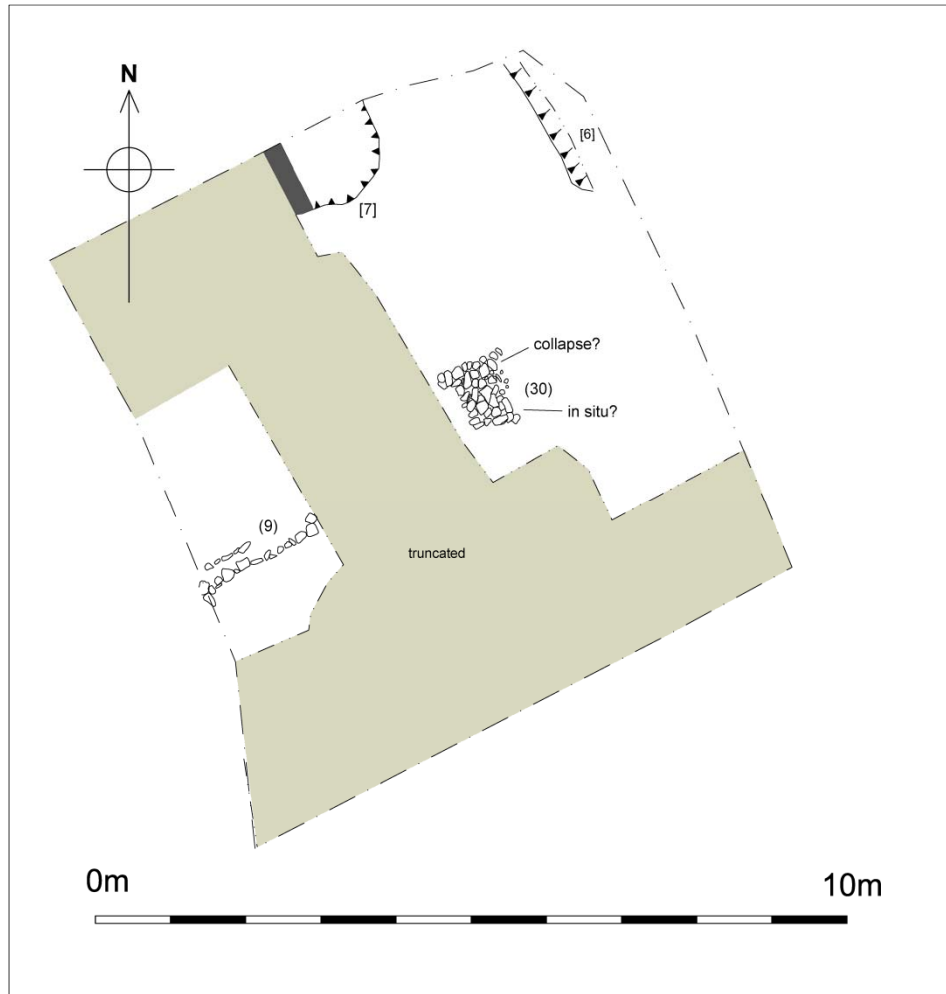 N
[6]
[7]
collapse?
(30)
in situ?
(9)
truncated
0m
10m